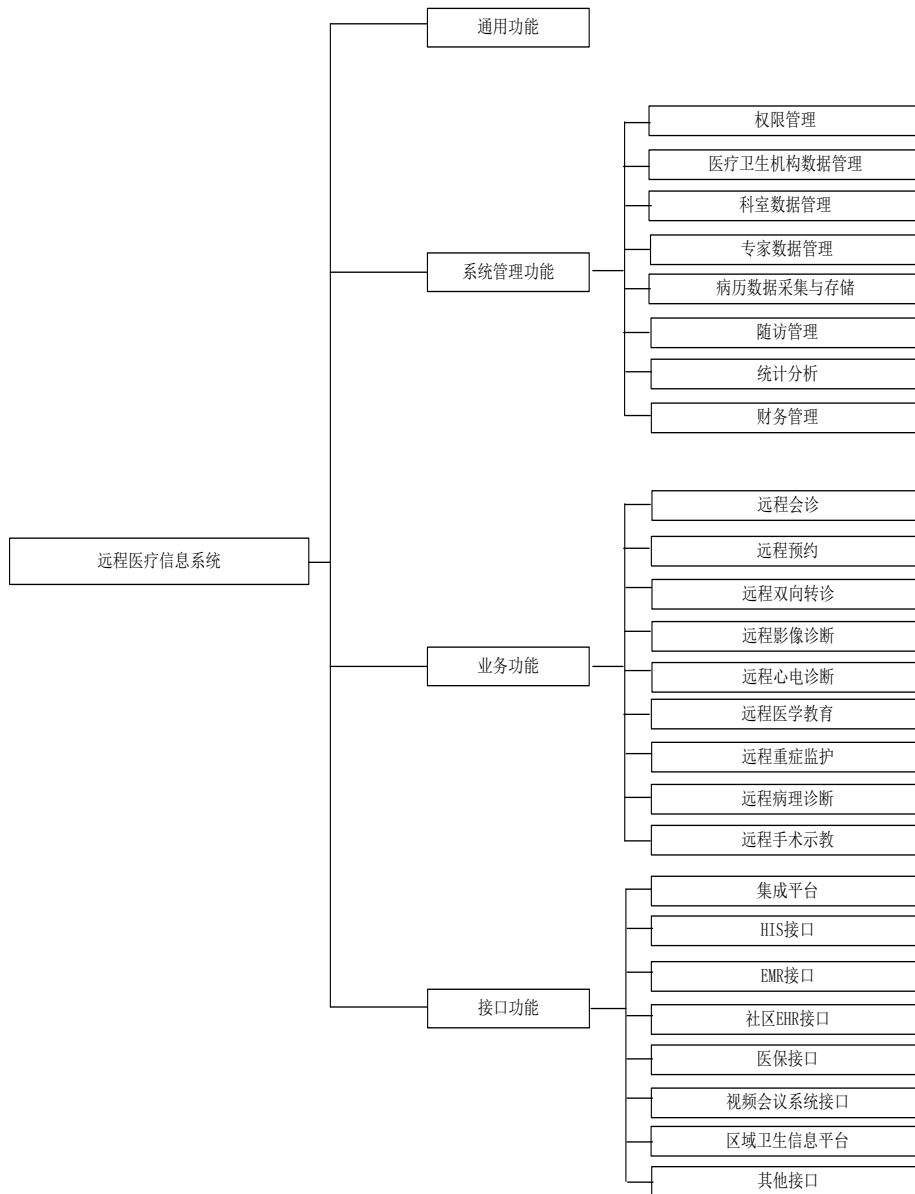 通用功能
权限管理
医疗卫生机构数据管理
科室数据管理
专家数据管理
系统管理功能
病历数据采集与存储
随访管理
统计分析
财务管理
远程会诊
远程医疗信息系统
远程预约
远程双向转诊
远程影像诊断
业务功能
远程心电诊断
远程医学教育
远程重症监护
远程病理诊断
远程手术示教
集成平台
HIS接口
EMR接口
接口功能
社区EHR接口
医保接口
视频会议系统接口
区域卫生信息平台
其他接口